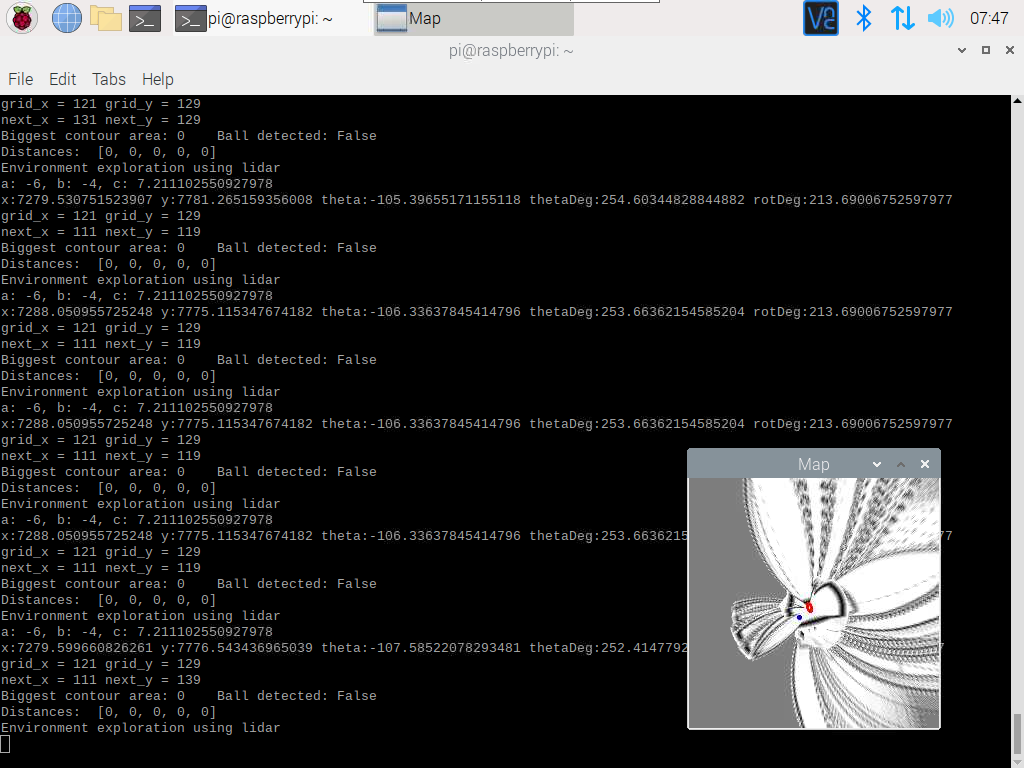 pi@raspberrypi: ~
Map
07:47
pi@raspberrypi: ~
File Edit Tabs Help
grid_x = 121 grid_y = 129
next_x = 131 next_y = 129
Biggest contour area: 0    Ball detected: False
Distances:  [0, 0, 0, 0, 0]
Environment exploration using lidar
a: -6, b: -4, c: 7.211102550927978
x:7279.530751523907 y:7781.265159356008 theta:-105.39655171155118 thetaDeg:254.60344828844882 rotDeg:213.69006752597977
grid_x = 121 grid_y = 129
next_x = 111 next_y = 119
Biggest contour area: 0    Ball detected: False
Distances:  [0, 0, 0, 0, 0]
Environment exploration using lidar
a: -6, b: -4, c: 7.211102550927978
x:7288.050955725248 y:7775.115347674182 theta:-106.33637845414796 thetaDeg:253.66362154585204 rotDeg:213.69006752597977
grid_x = 121 grid_y = 129
next_x = 111 next_y = 119
Biggest contour area: 0    Ball detected: False
Distances:  [0, 0, 0, 0, 0]
Environment exploration using lidar
a: -6, b: -4, c: 7.211102550927978
x:7288.050955725248 y:7775.115347674182 theta:-106.33637845414796 thetaDeg:253.66362154585204 rotDeg:213.69006752597977
grid_x = 121 grid_y = 129
next_x = 111 next_y = 119
Biggest contour area: 0    Ball detected: False
Distances:  [0, 0, 0, 0, 0]
Environment exploration using lidar
a: -6, b: -4, c: 7.211102550927978
x:7288.050955725248 y:7775.115347674182 theta:-106.33637845414796 thetaDeg:253.6636215
grid_x = 121 grid_y = 129
next_x = 111 next_y = 119
Biggest contour area: 0    Ball detected: False
Distances:  [0, 0, 0, 0, 0]
Environment exploration using lidar
a: -6, b: -4, c: 7.211102550927978
x:7279.599660826261 y:7776.543436965039 theta:-107.58522078293481 thetaDeg:252.4147792
grid_x = 121 grid_y = 129
next_x = 111 next_y = 139
Biggest contour area: 0    Ball detected: False
Distances:  [0, 0, 0, 0, 0]
Environment exploration using lidar
Map